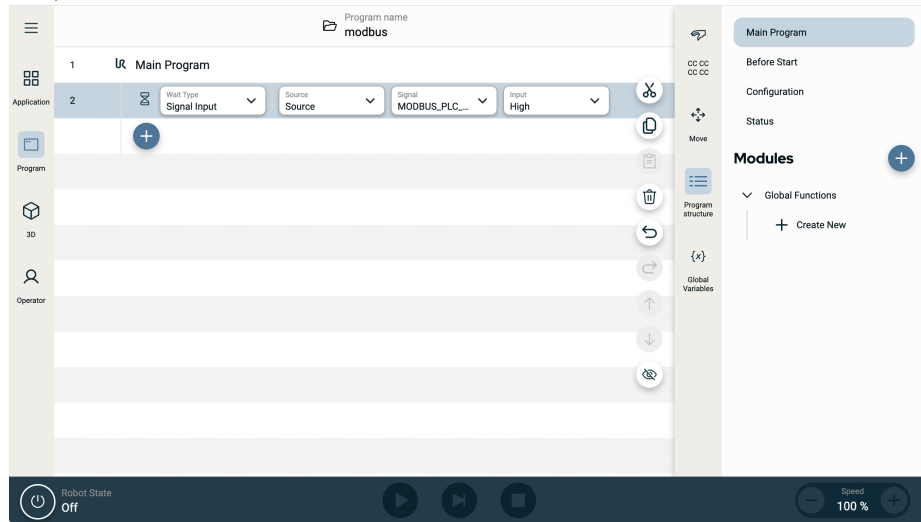 Program name
modbus
Application
Program
3D
Operator
1 Main Program
2
Wait Type
Signal Input
Source
Source
Signal
MODBUS_PLC_...
Input
High
CC CC
CC CC
Move
Program
structure
{x}
Global
Variables
Main Program
Before Start
Configuration
Status
Modules
Global Functions
Create New
Robot State
Off
Speed
100 %